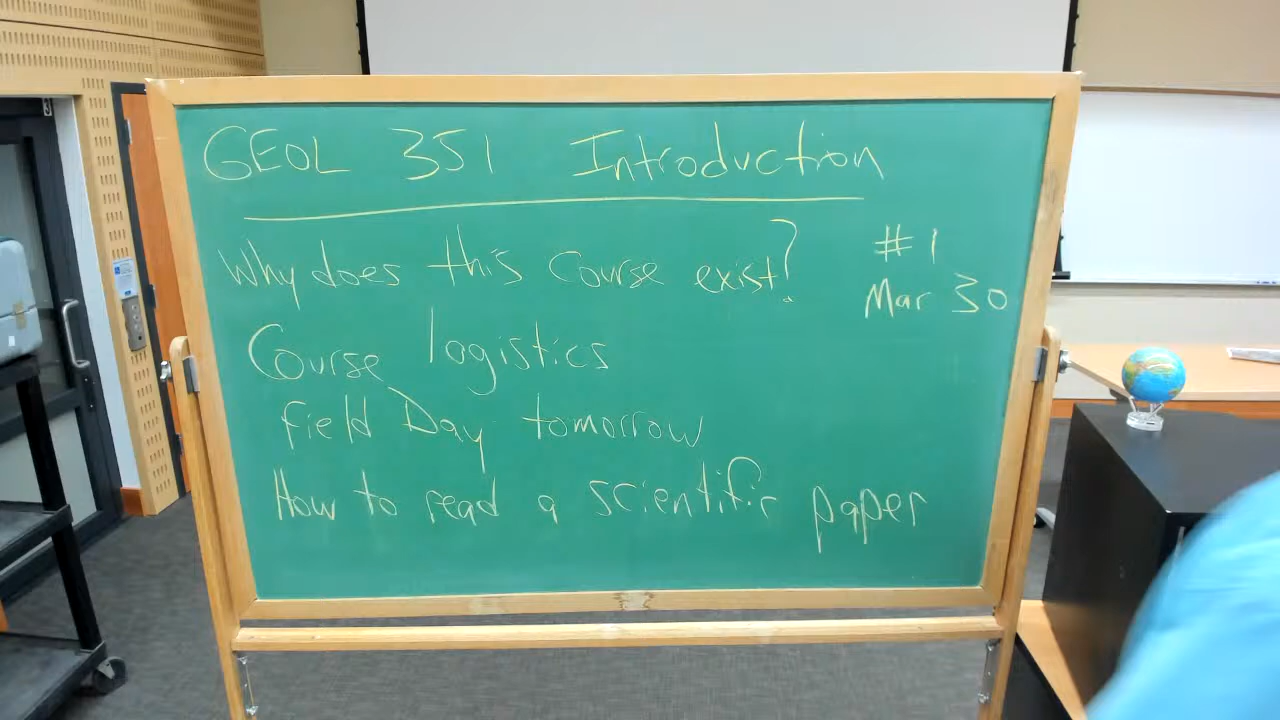 GEOL 351 Introduction
Why does this Course exist?
#1
Mar 30
Course logistics
Field Day tomorrow
How to read a scientific paper